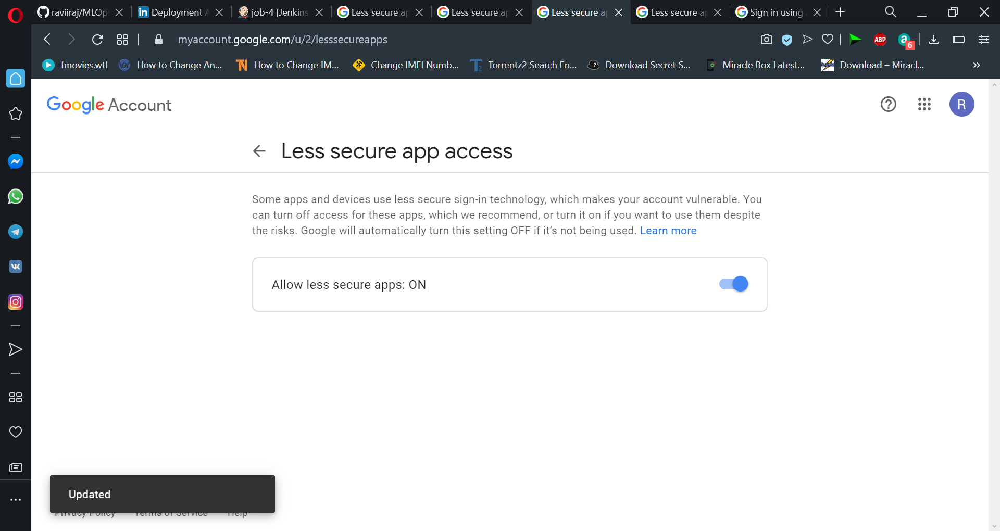 raviiraj/MLOp
Deployment A
job-4 [Jenkins
Less secure ap
Less secure ap
Less secure ap
Less secure ap
Sign in using
myaccount.google.com/u/2/lesssecureapps
ABP
a
6
fmovies.wtf
How to Change An...
How to Change IM...
Change IMEI Numb...
Torrentz2 Search En...
Download Secret S...
Miracle Box Latest...
Download – Miracl...
Google Account
R
Less secure app access
Some apps and devices use less secure sign-in technology, which makes your account vulnerable. You
can turn off access for these apps, which we recommend, or turn it on if you want to use them despite
the risks. Google will automatically turn this setting OFF if it’s not being used. Learn more
Allow less secure apps: ON
Updated
Privacy Policy
Terms of Service
Help